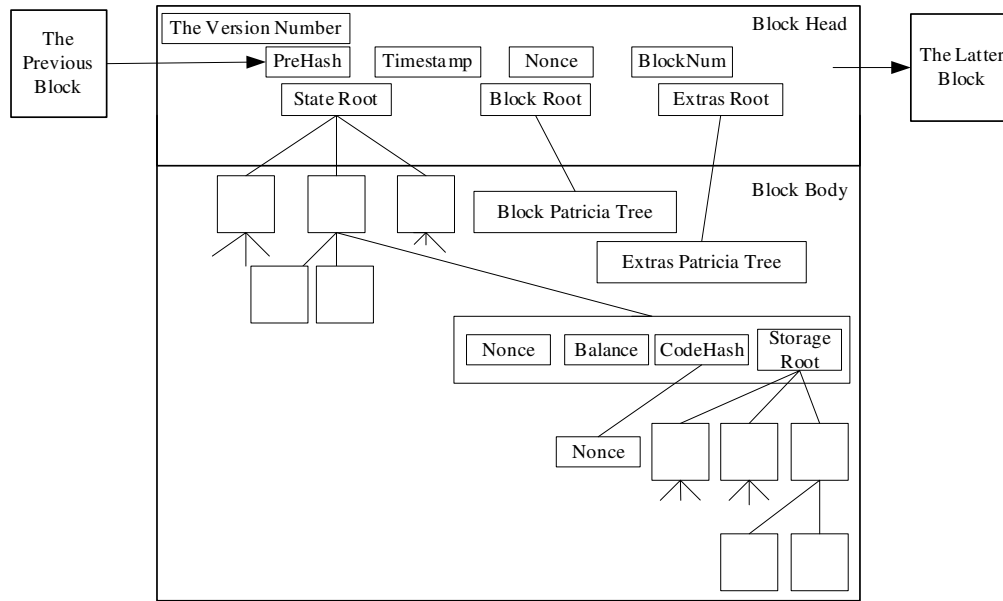 The
Previous
Block
The Version Number
Block Head
PreHash
Timestamp
Nonce
BlockNum
The Latter
Block
State Root
Block Root
Extras Root
Block Body
Block Patricia Tree
Extras Patricia Tree
Nonce
Balance
CodeHash
Storage
Root
Nonce